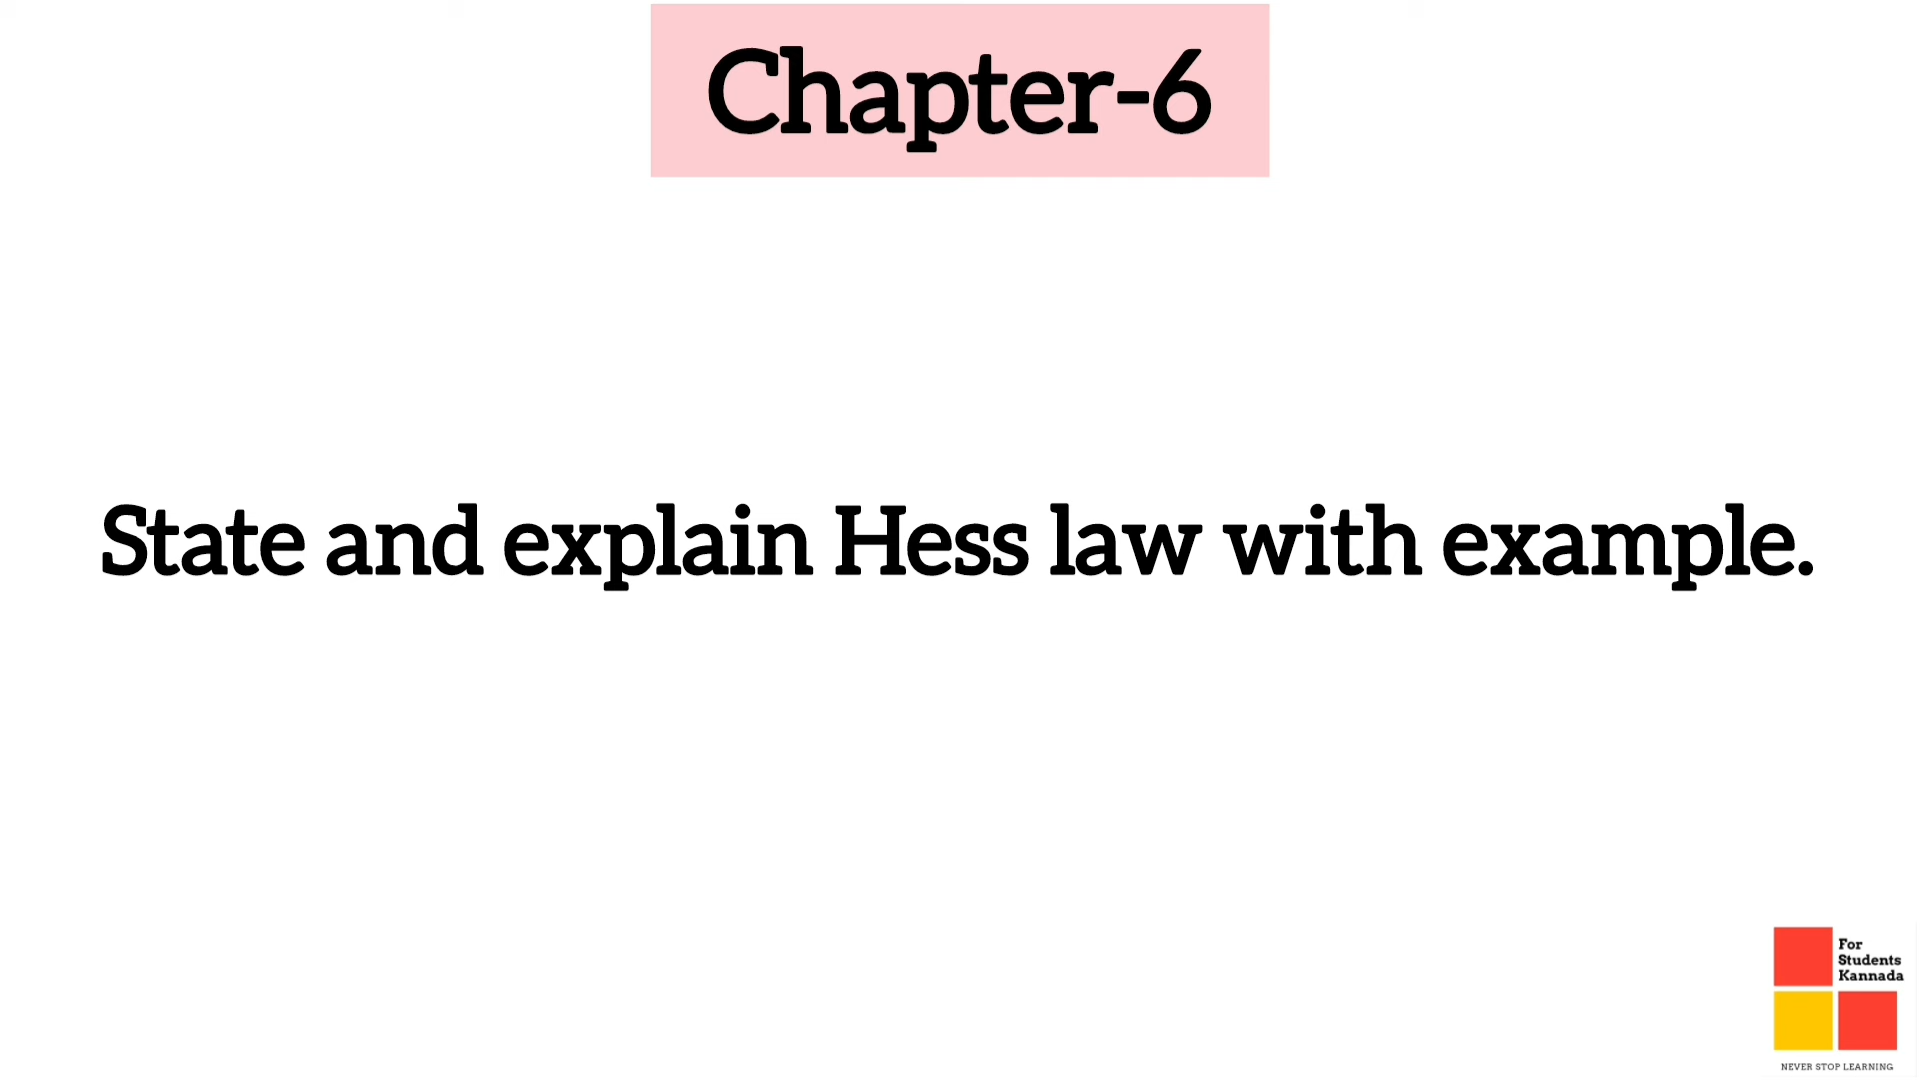 Chapter-6
State and explain Hess law with example.
For
Students
Kannada
NEVER STOP LEARNING